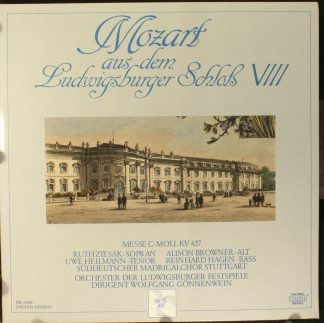 Mozart
aus dem
Ludwigsburger Schloß VIII
MESSE C-MOLL KV 427
RUTH ZIESAK · SOPRAN   ALISON BROWNER · ALT
UWE HEILMANN · TENOR   REINHARD HAGEN · BASS
SÜDDEUTSCHER MADRIGALCHOR STUTTGART
ORCHESTER DER LUDWIGSBURGER FESTSPIELE
DIRIGENT WOLFGANG GÖNNENWEIN
DIGITAL STEREO